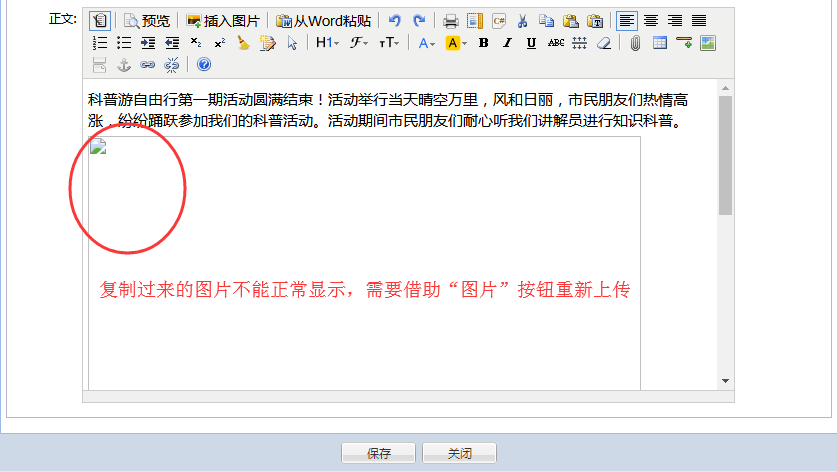 正文:
预览 插入图片 从Word粘贴
H1 ℱ тT A A B I U ABC
科普游自由行第一期活动圆满结束！活动举行当天晴空万里，风和日丽，市民朋友们热情高
涨，纷纷踊跃参加我们的科普活动。活动期间市民朋友们耐心听我们讲解员进行知识科普。
复制过来的图片不能正常显示，需要借助“图片”按钮重新上传
保存 关闭